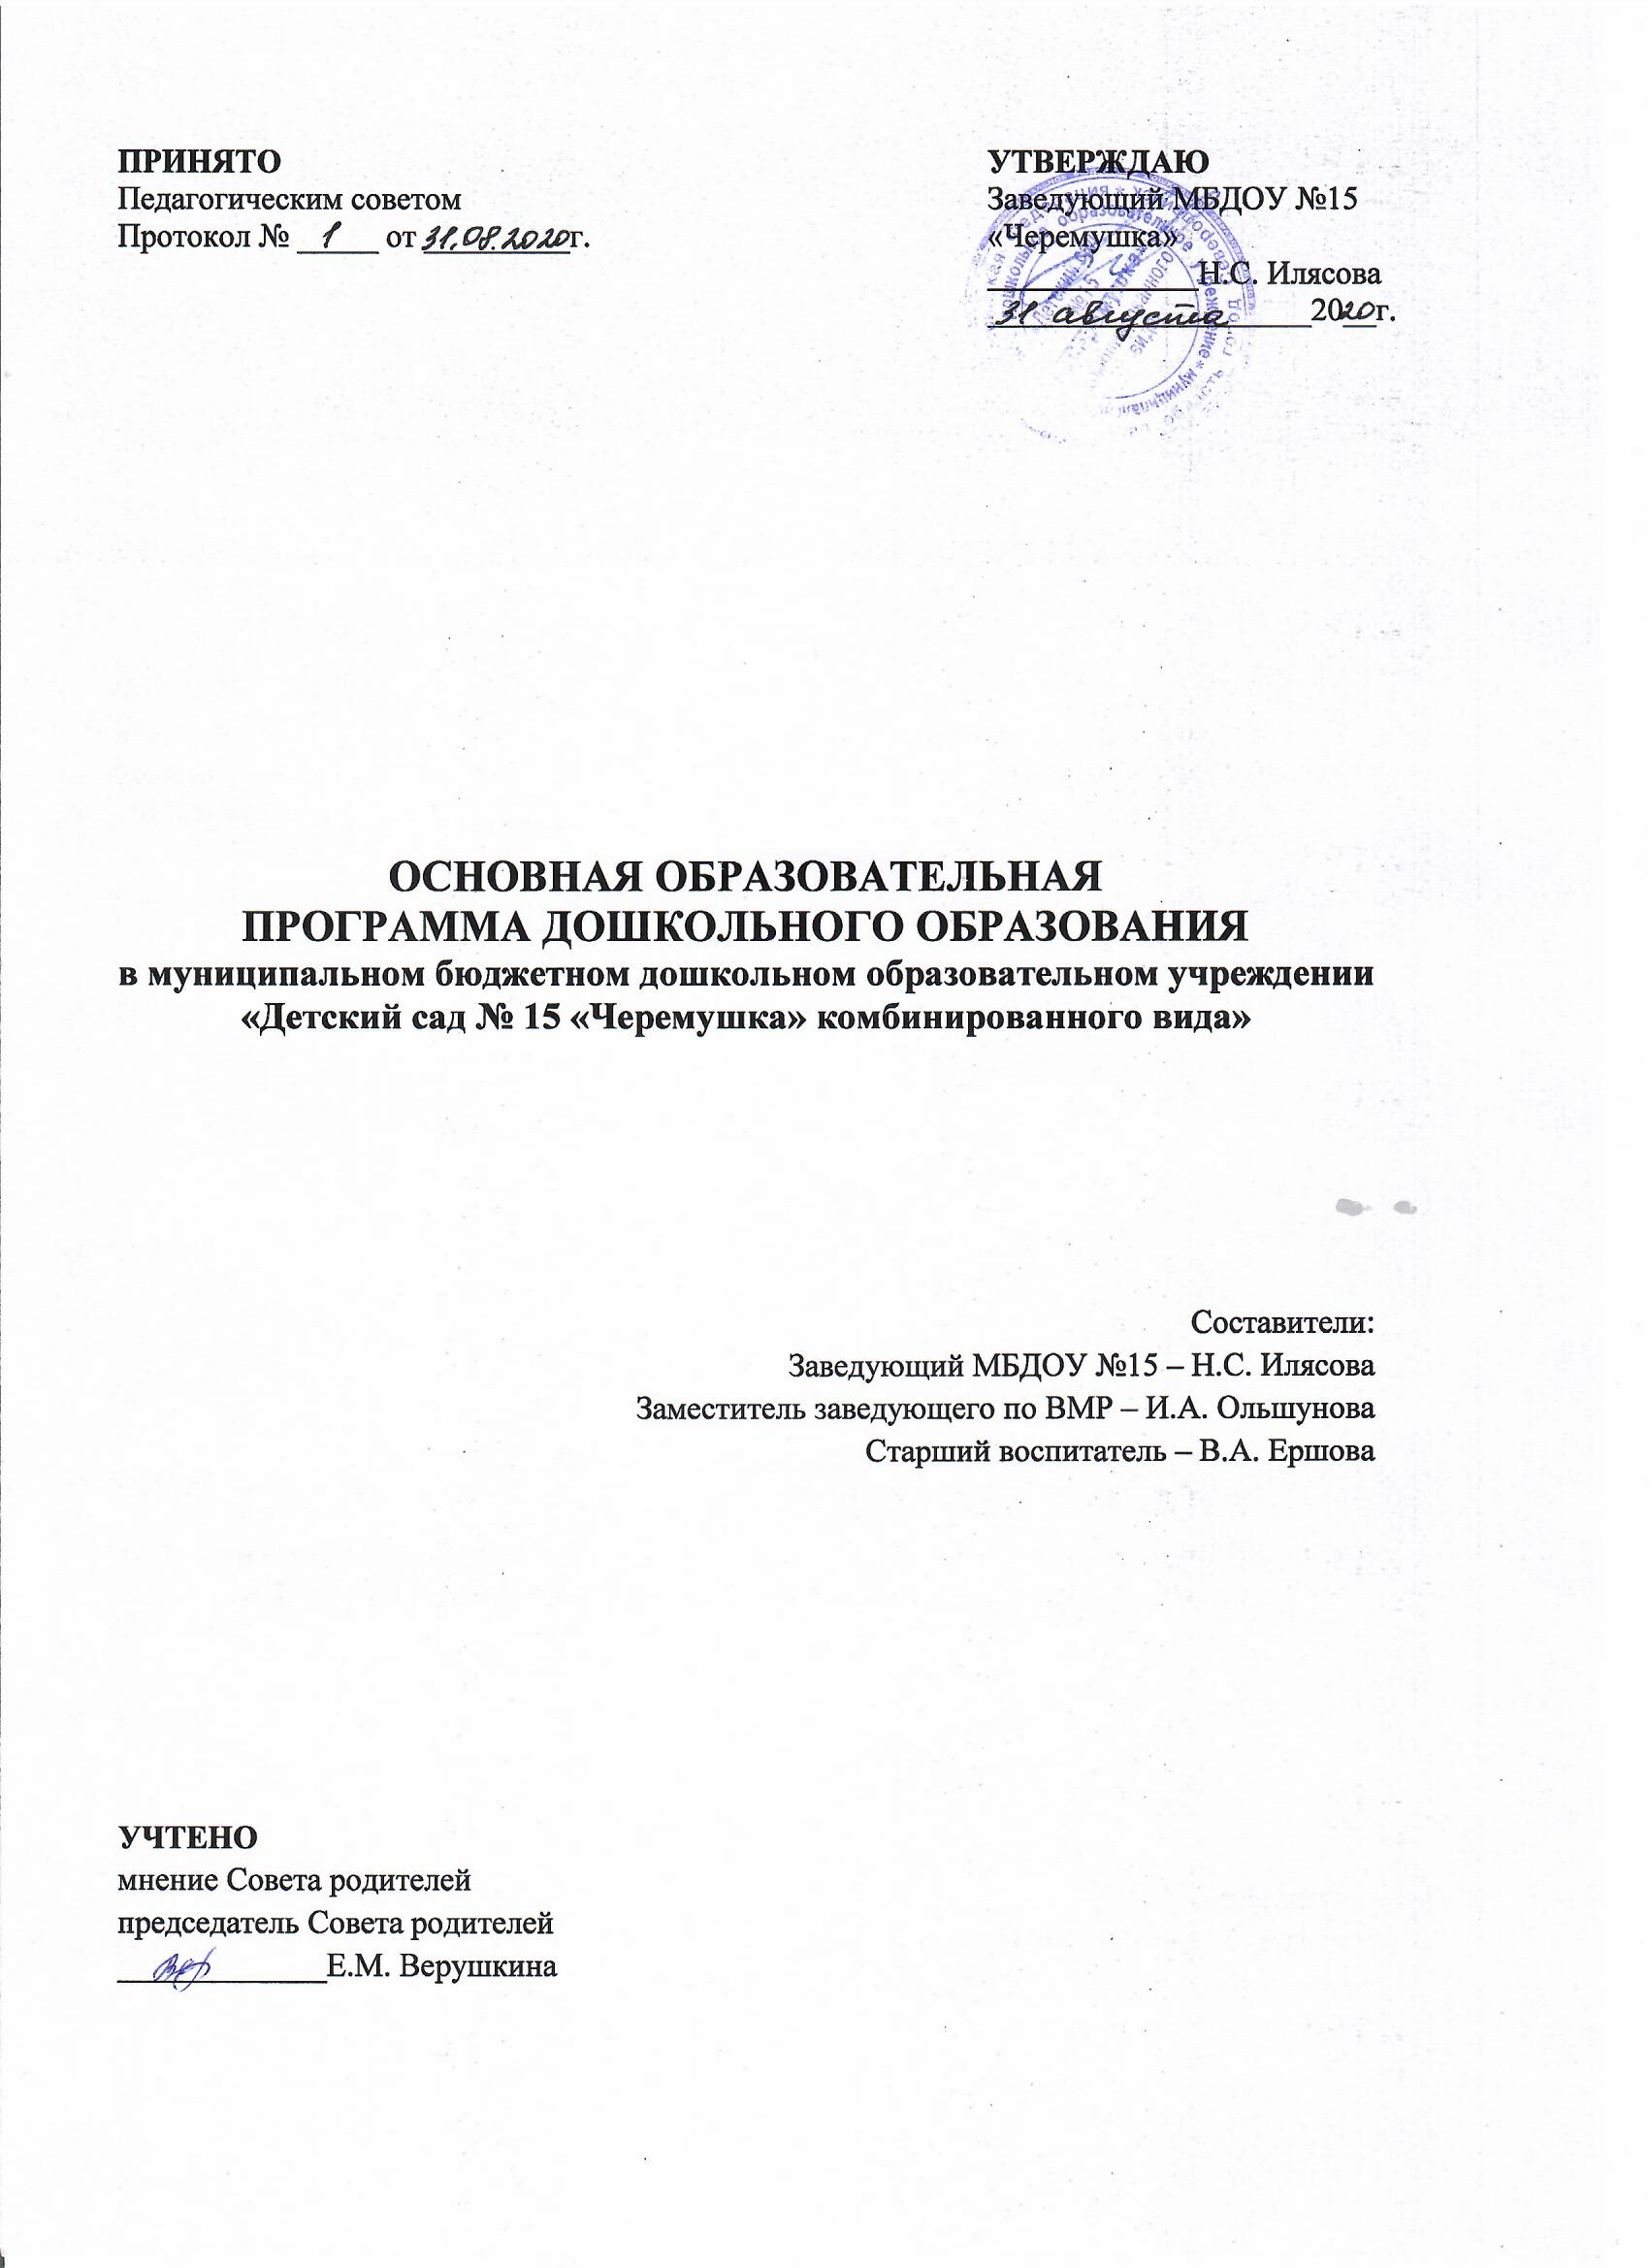 ПРИНЯТО
Педагогическим советом
Протокол № 1 от 31.08.2020г.
УТВЕРЖДАЮ
Заведующий МБДОУ №15
«Черемушка»
Н.С. Илясова
31 августа 2020г.
ОСНОВНАЯ ОБРАЗОВАТЕЛЬНАЯ
ПРОГРАММА ДОШКОЛЬНОГО ОБРАЗОВАНИЯ
в муниципальном бюджетном дошкольном образовательном учреждении
«Детский сад № 15 «Черемушка» комбинированного вида»
Составители:
Заведующий МБДОУ №15 – Н.С. Илясова
Заместитель заведующего по ВМР – И.А. Ольшунова
Старший воспитатель – В.А. Ершова
УЧТЕНО
мнение Совета родителей
председатель Совета родителей
Е.М. Верушкина